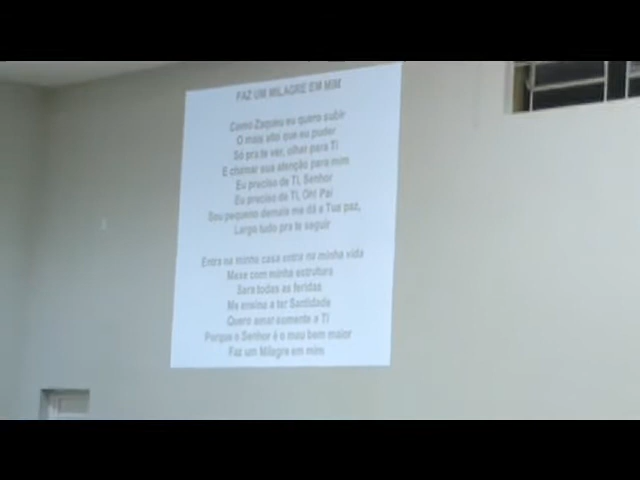 FAZ UM MILAGRE EM MIM
Como Zaqueu eu quero subir
O mais alto que eu puder
Só pra te ver, olhar para Ti
E chamar sua atenção para mim
Eu preciso de Ti, Senhor
Eu preciso de Ti, Oh! Pai
Sou pequeno demais me dá a Tua paz,
Largo tudo pra te seguir
Entra na minha casa entra na minha vida
Mexe com minha estrutura
Sara todas as feridas
Me ensina a ter Santidade
Quero amar somente a Ti
Porque o Senhor é o meu bem maior
Faz um Milagre em mim